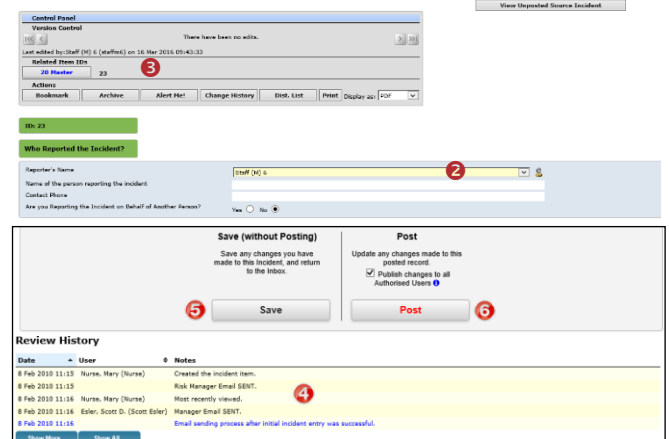 View Unposted Source Incident
Control Panel
Version Control
There have been no edits.
Last edited by:Staff (M) 6 (staffm6) on 16 Mar 2016 09:43:33
Related Item IDs
20 Master 23
3
Actions
Bookmark Archive Alert Me! Change History Dist. List Print Display as: PDF
ID: 23
Who Reported the Incident?
Reporter's Name Staff (M) 6
2
Name of the person reporting the incident
Contact Phone
Are you Reporting the Incident on Behalf of Another Person? Yes No
Save (without Posting) Post
Save any changes you have Update any changes made to this
made to this Incident, and return posted record.
to the Inbox. Publish changes to all
Authorised Users
5 Save Post 6
Review History
Date User Notes
8 Feb 2010 11:15 Nurse, Mary (Nurse) Created the incident item.
8 Feb 2010 11:15 Risk Manager Email SENT.
4
8 Feb 2010 11:16 Nurse, Mary (Nurse) Most recently viewed.
8 Feb 2010 11:16 Esler, Scott D. (Scott Esler) Manager Email SENT.
8 Feb 2010 11:16 Email sending process after initial incident entry was successful.
Show More Show All